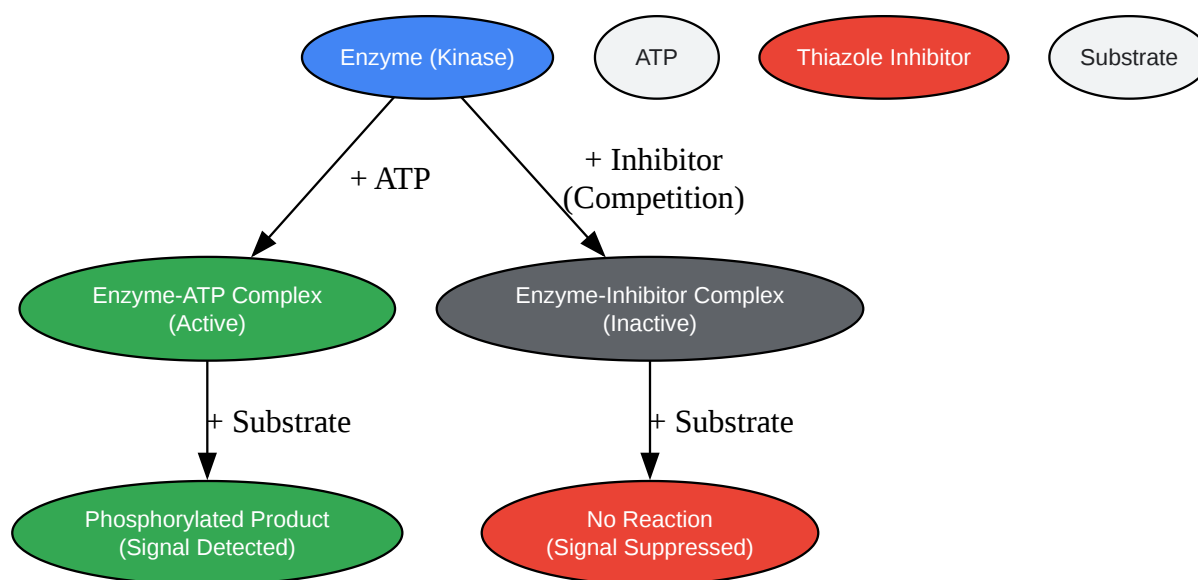 Enzyme (Kinase)
ATP
Thiazole Inhibitor
Substrate
+ ATP
+ Inhibitor
(Competition)
Enzyme-ATP Complex
(Active)
Enzyme-Inhibitor Complex
(Inactive)
+ Substrate
+ Substrate
Phosphorylated Product
(Signal Detected)
No Reaction
(Signal Suppressed)